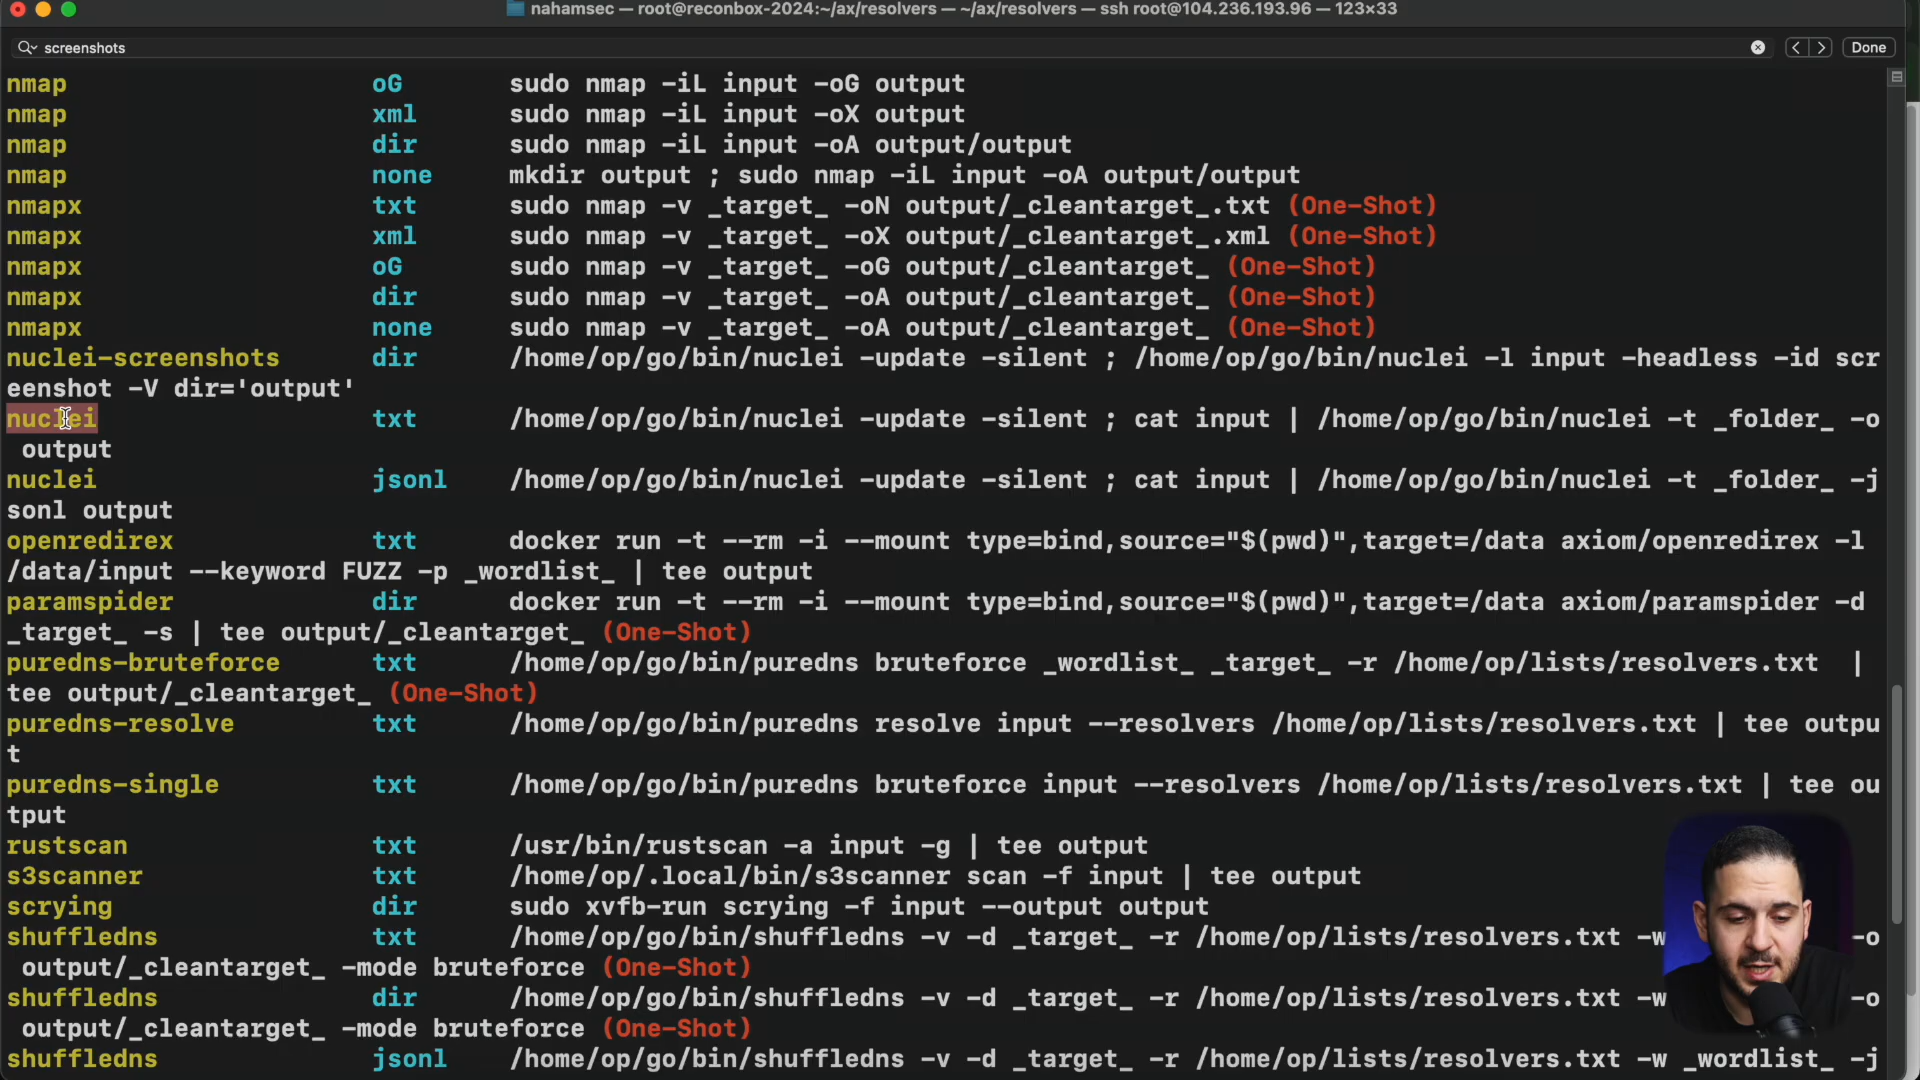 nahamsec — root@reconbox-2024:~/ax/resolvers — ~/ax/resolvers — ssh root@104.236.193.96 — 123×33
screenshots
Done
nmap oG sudo nmap -iL input -oG output
nmap xml sudo nmap -iL input -oX output
nmap dir sudo nmap -iL input -oA output/output
nmap none mkdir output ; sudo nmap -iL input -oA output/output
nmapx txt sudo nmap -v _target_ -oN output/_cleantarget_.txt (One-Shot)
nmapx xml sudo nmap -v _target_ -oX output/_cleantarget_.xml (One-Shot)
nmapx oG sudo nmap -v _target_ -oG output/_cleantarget_ (One-Shot)
nmapx dir sudo nmap -v _target_ -oA output/_cleantarget_ (One-Shot)
nmapx none sudo nmap -v _target_ -oA output/_cleantarget_ (One-Shot)
nuclei-screenshots dir /home/op/go/bin/nuclei -update -silent ; /home/op/go/bin/nuclei -l input -headless -id scr
eenshot -V dir='output'
nuclei txt /home/op/go/bin/nuclei -update -silent ; cat input | /home/op/go/bin/nuclei -t _folder_ -o
output
nuclei jsonl /home/op/go/bin/nuclei -update -silent ; cat input | /home/op/go/bin/nuclei -t _folder_ -j
sonl output
openredirex txt docker run -t --rm -i --mount type=bind,source="$(pwd)",target=/data axiom/openredirex -l
/data/input --keyword FUZZ -p _wordlist_ | tee output
paramspider dir docker run -t --rm -i --mount type=bind,source="$(pwd)",target=/data axiom/paramspider -d
_target_ -s | tee output/_cleantarget_ (One-Shot)
puredns-bruteforce txt /home/op/go/bin/puredns bruteforce _wordlist_ _target_ -r /home/op/lists/resolvers.txt |
tee output/_cleantarget_ (One-Shot)
puredns-resolve txt /home/op/go/bin/puredns resolve input --resolvers /home/op/lists/resolvers.txt | tee outpu
t
puredns-single txt /home/op/go/bin/puredns bruteforce input --resolvers /home/op/lists/resolvers.txt | tee ou
tput
rustscan txt /usr/bin/rustscan -a input -g | tee output
s3scanner txt /home/op/.local/bin/s3scanner scan -f input | tee output
scrying dir sudo xvfb-run scrying -f input --output output
shuffledns txt /home/op/go/bin/shuffledns -v -d _target_ -r /home/op/lists/resolvers.txt -w -o
output/_cleantarget_ -mode bruteforce (One-Shot)
shuffledns dir /home/op/go/bin/shuffledns -v -d _target_ -r /home/op/lists/resolvers.txt -w -o
output/_cleantarget_ -mode bruteforce (One-Shot)
shuffledns jsonl /home/op/go/bin/shuffledns -v -d _target_ -r /home/op/lists/resolvers.txt -w _wordlist_ -j